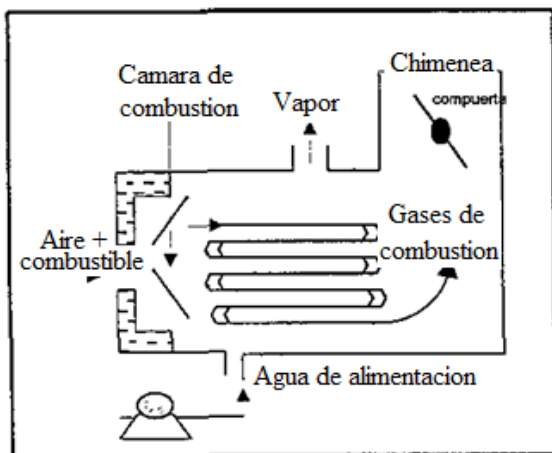 Camara de
combustion
Vapor
Chimenea
compuerta
Aire +
combustible
Gases de
combustion
Agua de alimentacion